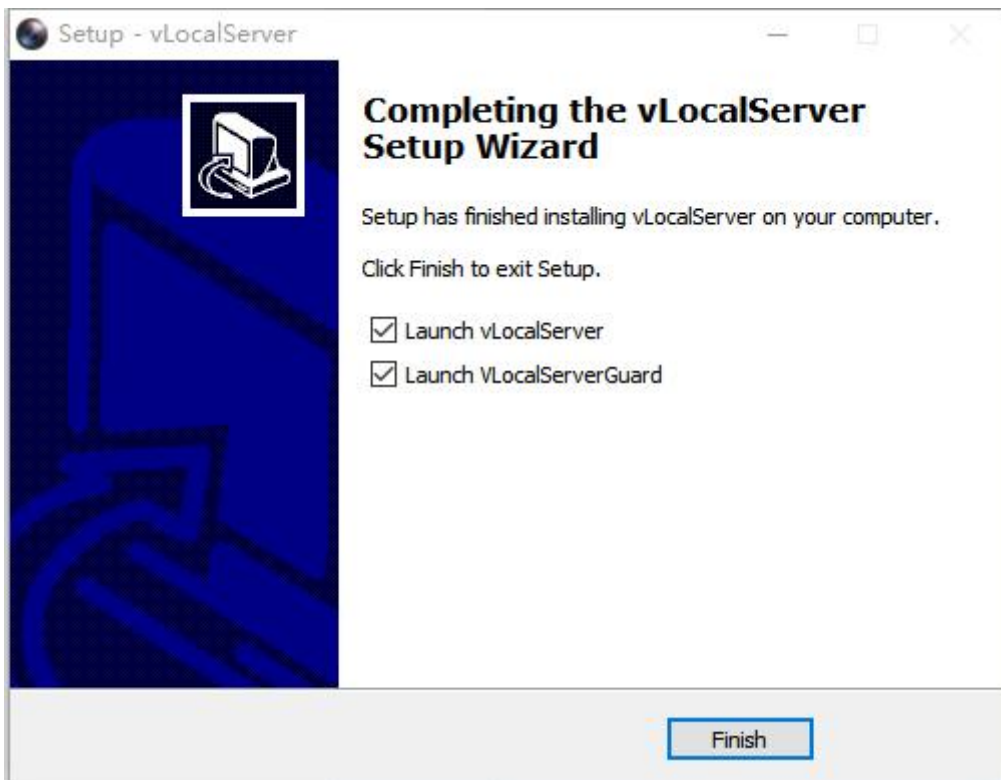 Setup - vLocalServer
Completing the vLocalServer
Setup Wizard
Setup has finished installing vLocalServer on your computer.
Click Finish to exit Setup.
Launch vLocalServer
Launch VLocalServerGuard
Finish